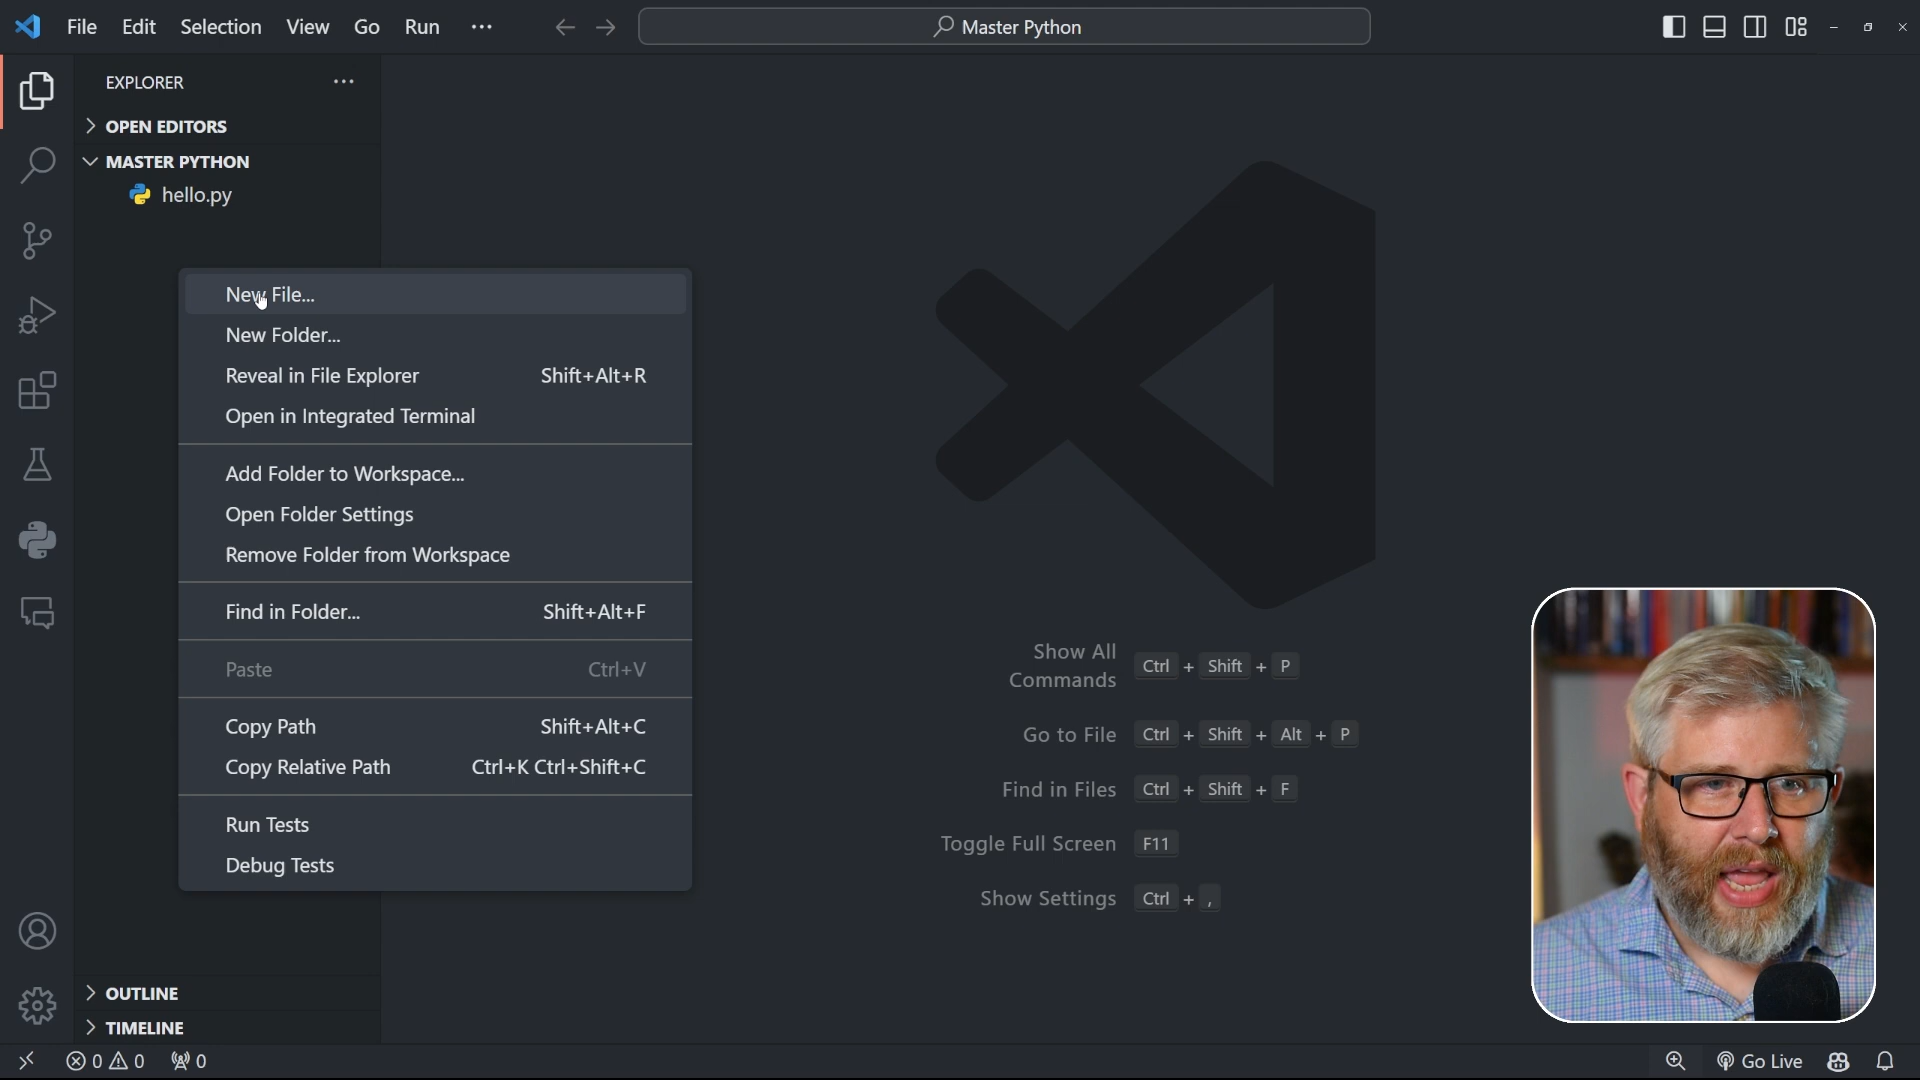 File Edit Selection View Go Run ...
Master Python
EXPLORER ...
OPEN EDITORS
MASTER PYTHON
hello.py
New File...
New Folder...
Reveal in File Explorer Shift+Alt+R
Open in Integrated Terminal
Add Folder to Workspace...
Open Folder Settings
Remove Folder from Workspace
Find in Folder... Shift+Alt+F
Paste Ctrl+V
Copy Path Shift+Alt+C
Copy Relative Path Ctrl+K Ctrl+Shift+C
Run Tests
Debug Tests
Show All
Commands Ctrl + Shift + P
Go to File Ctrl + Shift + Alt + P
Find in Files Ctrl + Shift + F
Toggle Full Screen F11
Show Settings Ctrl + ,
OUTLINE
TIMELINE
0 0 0 Go Live